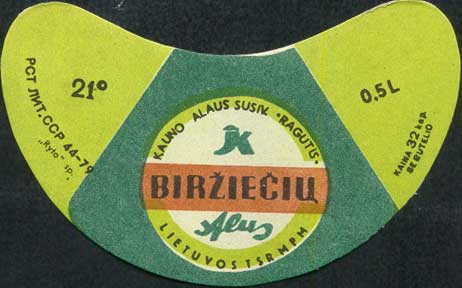 РСТ ЛИТ. ССР 44-79
„Ryto" sp.
21°
KAUNO ALAUS SUSIV. "RAGUTIS"
BIRŽIEČIŲ
Alus
LIETUVOS TSR MPM
0,5L
KAINA 32 kap.
BE BUTELIO